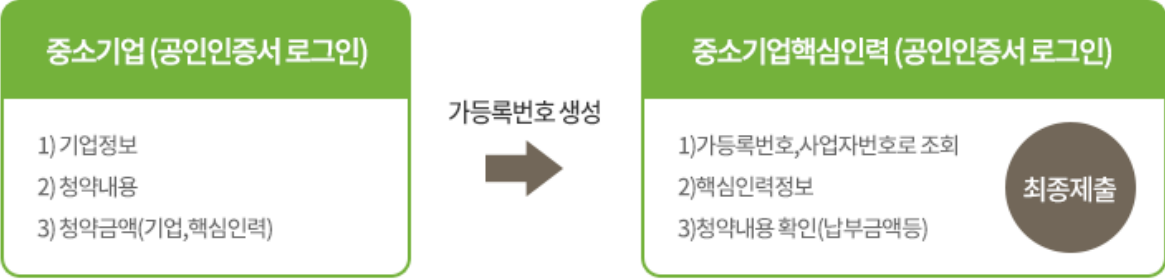 중소기업 (공인인증서 로그인)
1) 기업정보
2) 청약내용
3) 청약금액(기업,핵심인력)
가등록번호 생성
중소기업핵심인력 (공인인증서 로그인)
1)가등록번호,사업자번호로 조회
2)핵심인력정보
3)청약내용 확인(납부금액등)
최종제출